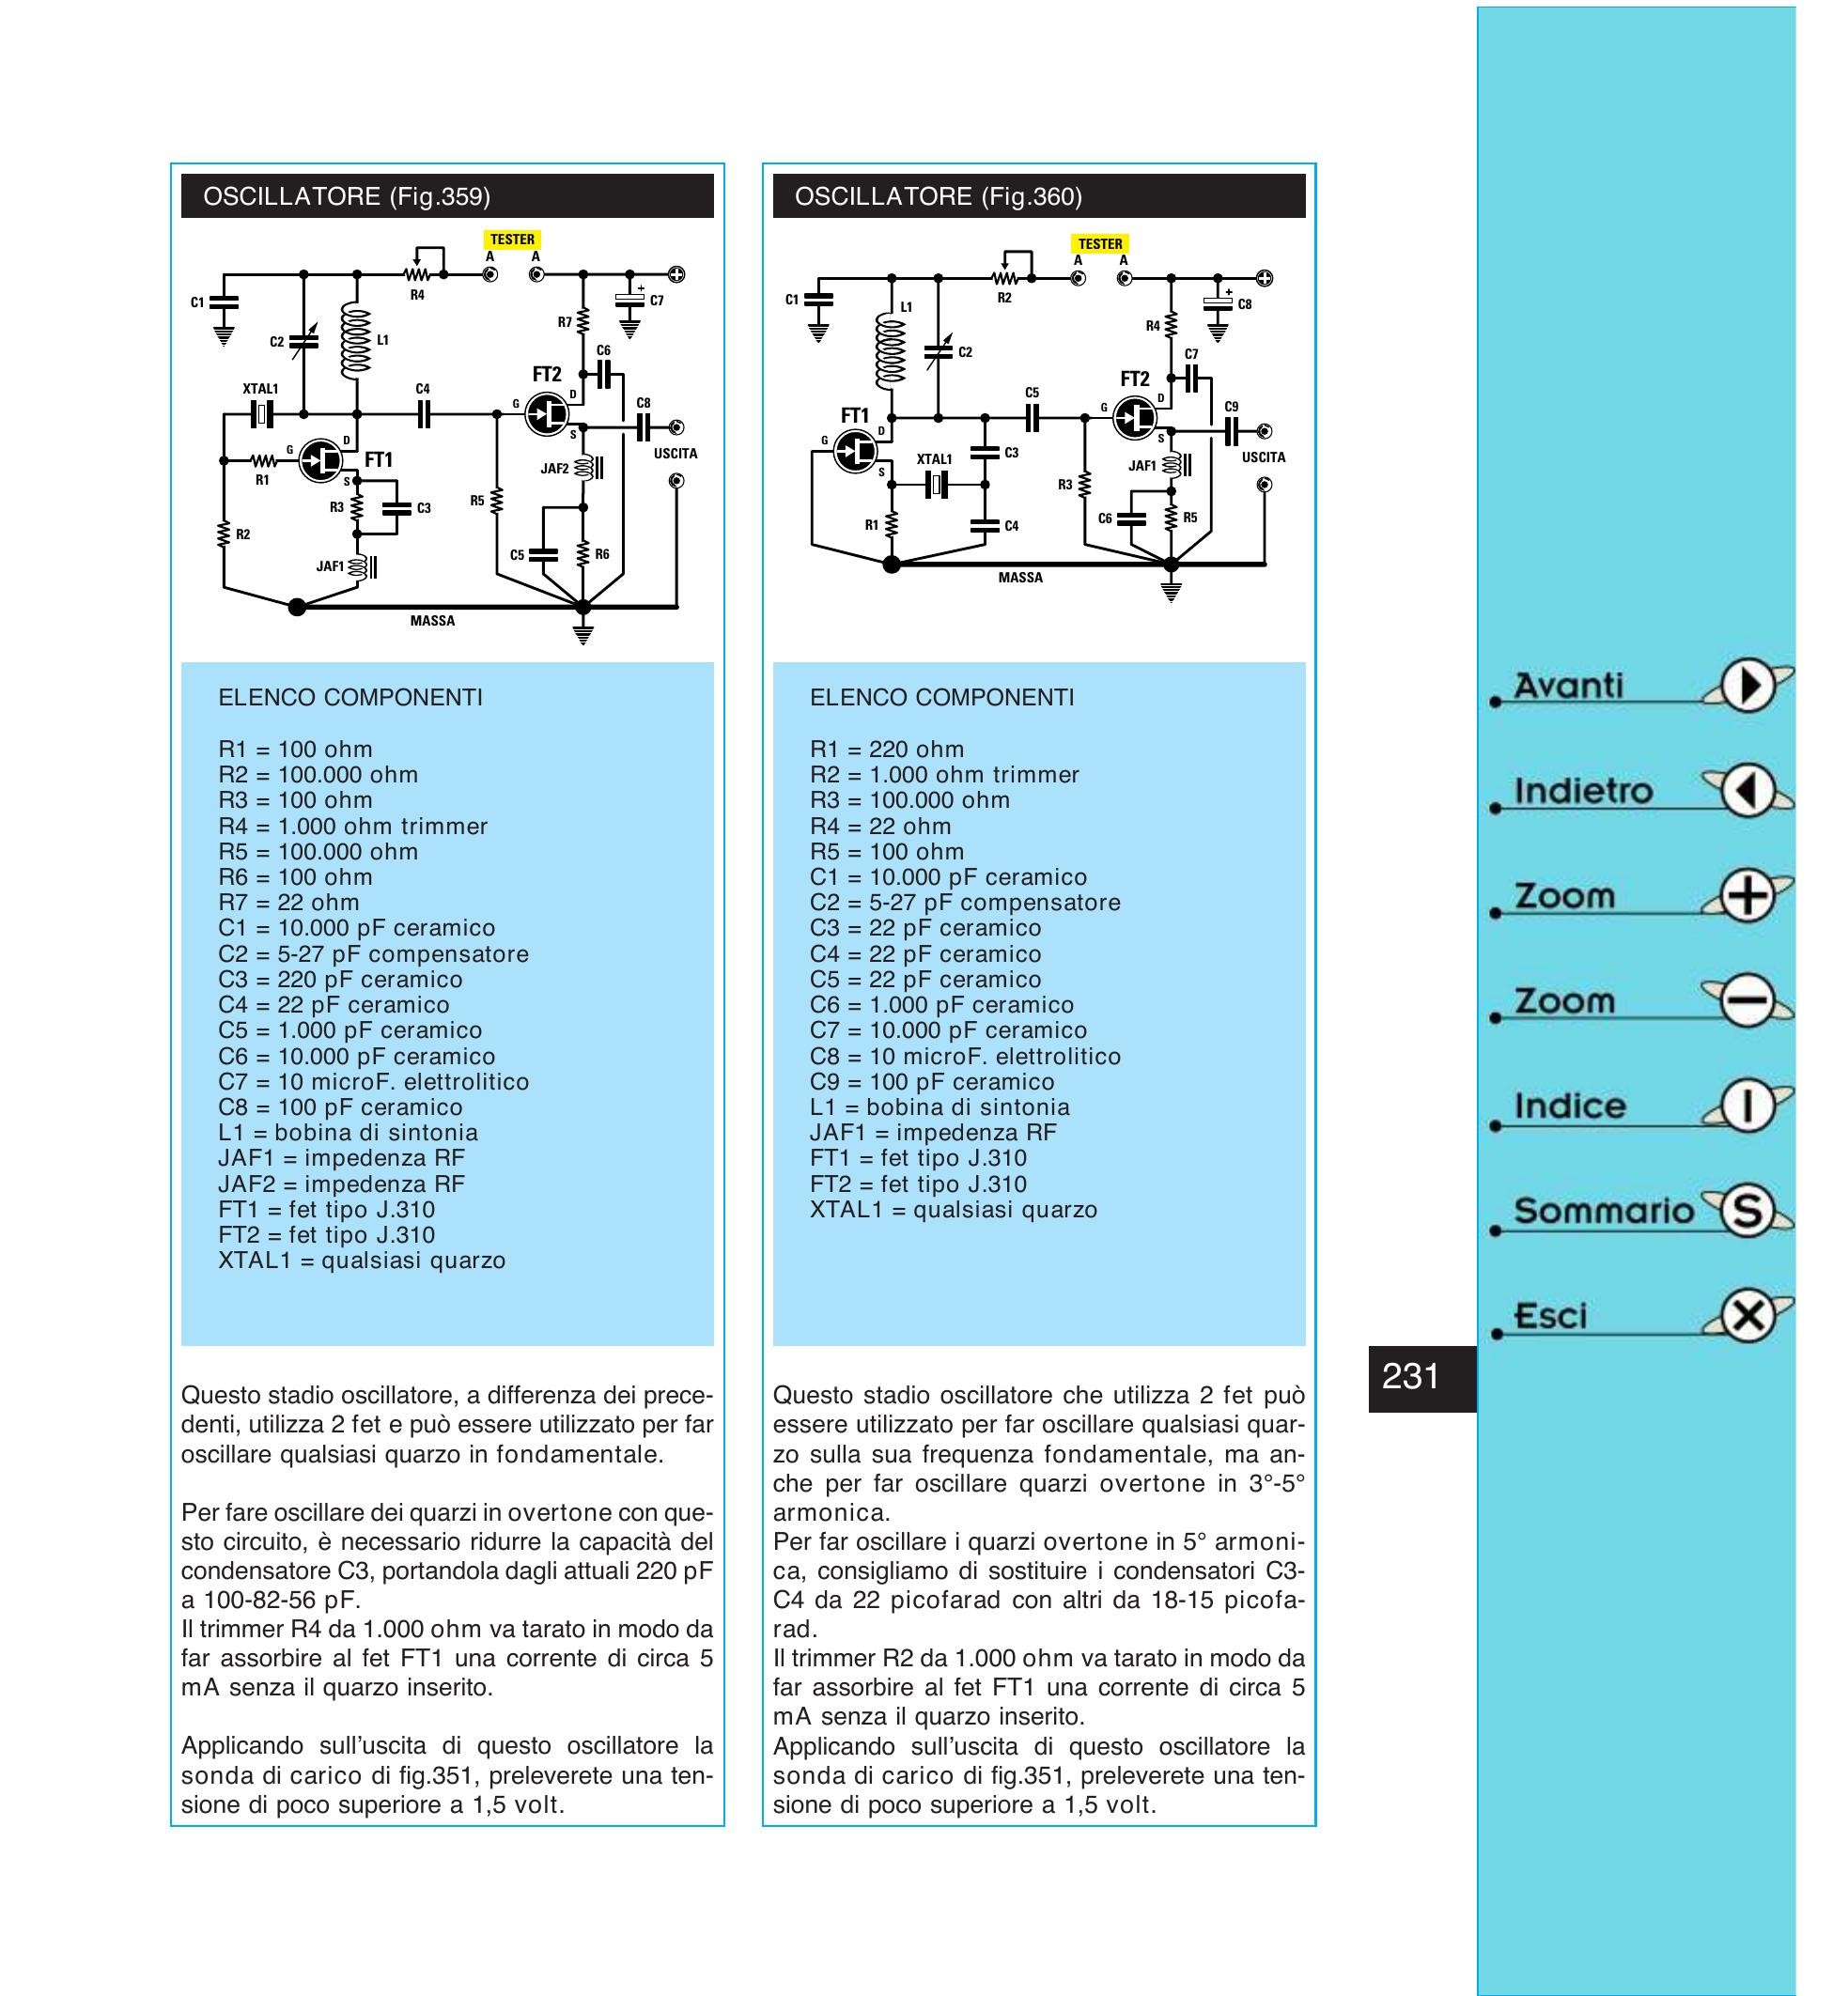 OSCILLATORE (Fig.359)
TESTER
A A
R4
C1
C7
+
R7
C2
L1
C6
XTAL1
C4
FT2
D
G
C8
S
USCITA
G
D
FT1
JAF2
R1
S
R3
C3
R5
R2
C5
R6
JAF1
MASSA
ELENCO COMPONENTI
R1 = 100 ohm
R2 = 100.000 ohm
R3 = 100 ohm
R4 = 1.000 ohm trimmer
R5 = 100.000 ohm
R6 = 100 ohm
R7 = 22 ohm
C1 = 10.000 pF ceramico
C2 = 5-27 pF compensatore
C3 = 220 pF ceramico
C4 = 22 pF ceramico
C5 = 1.000 pF ceramico
C6 = 10.000 pF ceramico
C7 = 10 microF. elettrolitico
C8 = 100 pF ceramico
L1 = bobina di sintonia
JAF1 = impedenza RF
JAF2 = impedenza RF
FT1 = fet tipo J.310
FT2 = fet tipo J.310
XTAL1 = qualsiasi quarzo
Questo stadio oscillatore, a differenza dei prece-
denti, utilizza 2 fet e può essere utilizzato per far
oscillare qualsiasi quarzo in fondamentale.
Per fare oscillare dei quarzi in overtone con que-
sto circuito, è necessario ridurre la capacità del
condensatore C3, portandola dagli attuali 220 pF
a 100-82-56 pF.
Il trimmer R4 da 1.000 ohm va tarato in modo da
far assorbire al fet FT1 una corrente di circa 5
mA senza il quarzo inserito.
Applicando sull'uscita di questo oscillatore la
sonda di carico di fig.351, preleverete una ten-
sione di poco superiore a 1,5 volt.
OSCILLATORE (Fig.360)
TESTER
A A
R2
C1
C8
+
L1
R4
C2
C7
C5
FT2
D
G
C9
FT1
S
USCITA
G
D
C3
JAF1
XTAL1
S
R3
R1
C4
C6
R5
MASSA
ELENCO COMPONENTI
R1 = 220 ohm
R2 = 1.000 ohm trimmer
R3 = 100.000 ohm
R4 = 22 ohm
R5 = 100 ohm
C1 = 10.000 pF ceramico
C2 = 5-27 pF compensatore
C3 = 22 pF ceramico
C4 = 22 pF ceramico
C5 = 22 pF ceramico
C6 = 1.000 pF ceramico
C7 = 10.000 pF ceramico
C8 = 10 microF. elettrolitico
C9 = 100 pF ceramico
L1 = bobina di sintonia
JAF1 = impedenza RF
FT1 = fet tipo J.310
FT2 = fet tipo J.310
XTAL1 = qualsiasi quarzo
Questo stadio oscillatore che utilizza 2 fet può
essere utilizzato per far oscillare qualsiasi quar-
zo sulla sua frequenza fondamentale, ma an-
che per far oscillare quarzi overtone in 3°-5°
armonica.
Per far oscillare i quarzi overtone in 5° armoni-
ca, consigliamo di sostituire i condensatori C3-
C4 da 22 picofarad con altri da 18-15 picofa-
rad.
Il trimmer R2 da 1.000 ohm va tarato in modo da
far assorbire al fet FT1 una corrente di circa 5
mA senza il quarzo inserito.
Applicando sull'uscita di questo oscillatore la
sonda di carico di fig.351, preleverete una ten-
sione di poco superiore a 1,5 volt.
231
Avanti
Indietro
Zoom +
Zoom −
Indice I
Sommario S
Esci X